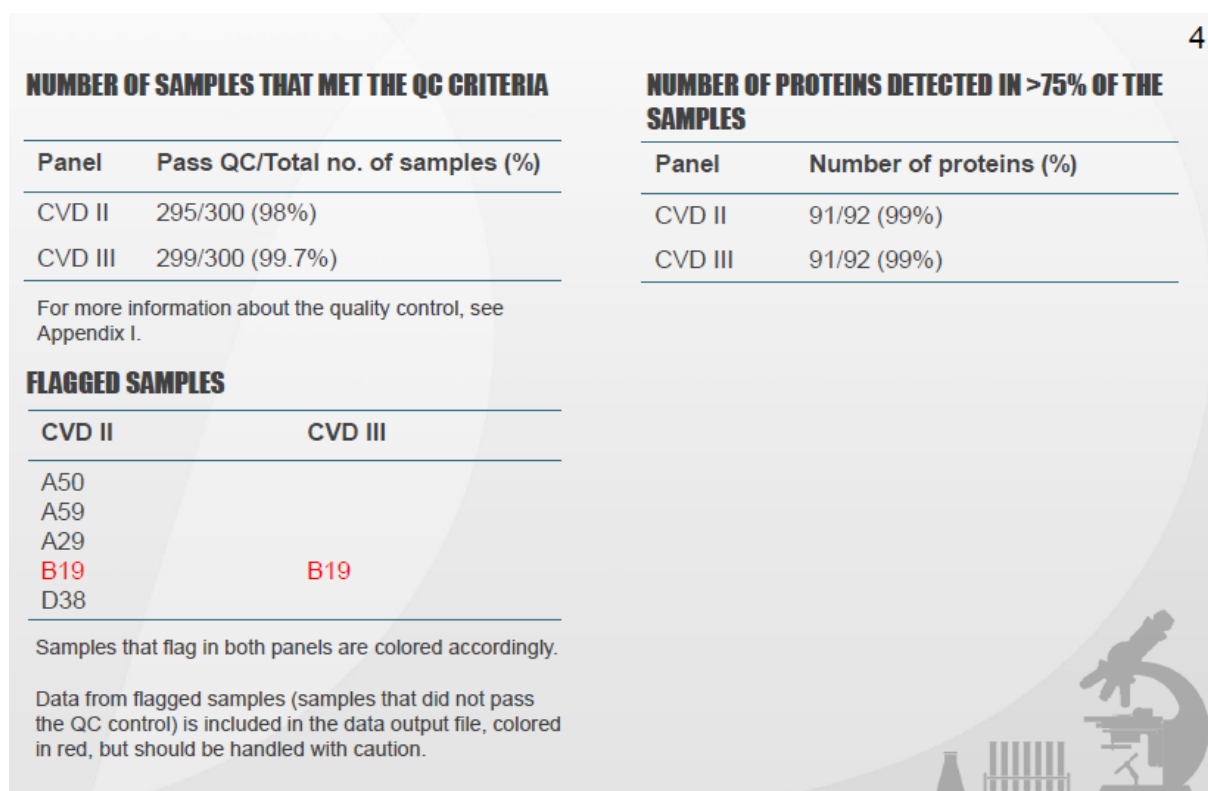 4
NUMBER OF SAMPLES THAT MET THE QC CRITERIA
Panel Pass QC/Total no. of samples (%)
CVD II 295/300 (98%)
CVD III 299/300 (99.7%)
For more information about the quality control, see
Appendix I.
FLAGGED SAMPLES
CVD II CVD III
A50
A59
A29
B19 B19
D38
Samples that flag in both panels are colored accordingly.
Data from flagged samples (samples that did not pass
the QC control) is included in the data output file, colored
in red, but should be handled with caution.
NUMBER OF PROTEINS DETECTED IN >75% OF THE
SAMPLES
Panel Number of proteins (%)
CVD II 91/92 (99%)
CVD III 91/92 (99%)